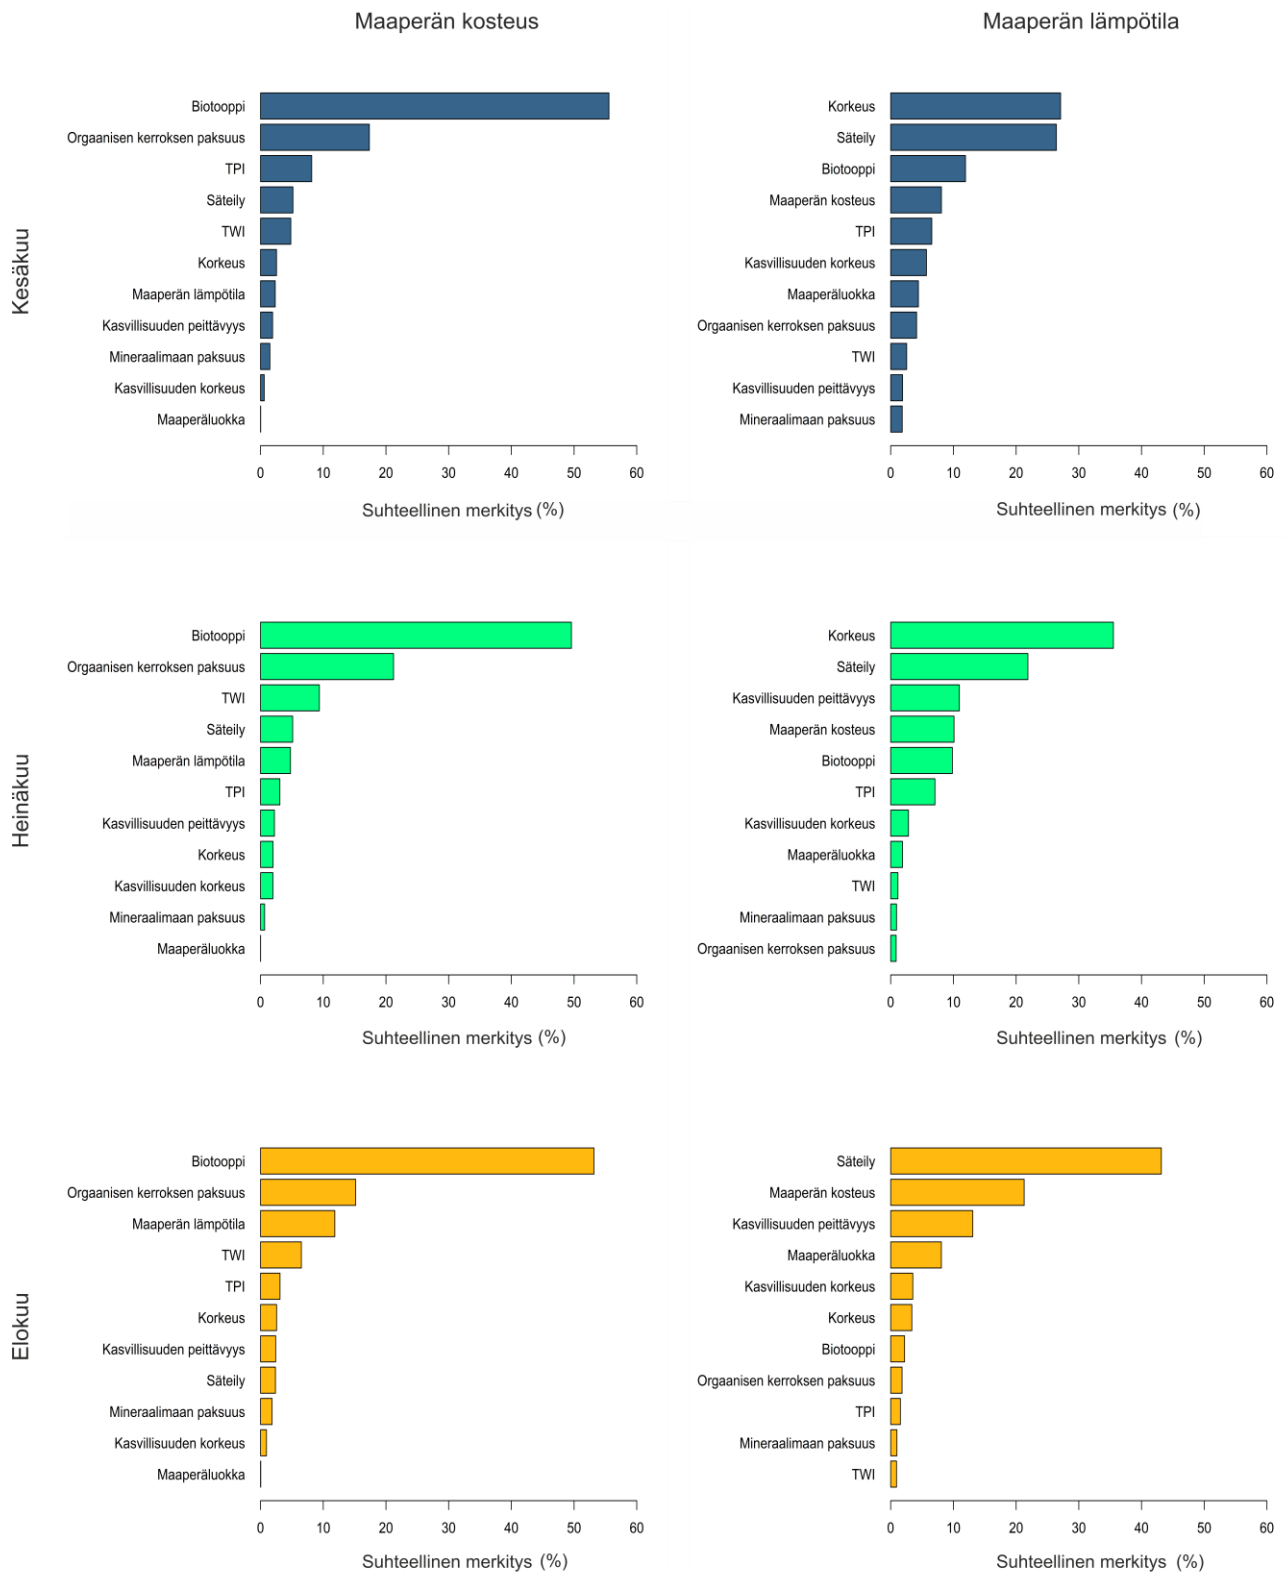 Maaperän kosteus
Maaperän lämpötila
Kesäkuu
Biotooppi
Orgaanisen kerroksen paksuus
TPI
Säteily
TWI
Korkeus
Maaperän lämpötila
Kasvillisuuden peittävyys
Mineraalimaan paksuus
Kasvillisuuden korkeus
Maaperäluokka
0 10 20 30 40 50 60
Suhteellinen merkitys (%)
Korkeus
Säteily
Biotooppi
Maaperän kosteus
TPI
Kasvillisuuden korkeus
Maaperäluokka
Orgaanisen kerroksen paksuus
TWI
Kasvillisuuden peittävyys
Mineraalimaan paksuus
0 10 20 30 40 50 60
Suhteellinen merkitys (%)
Heinäkuu
Biotooppi
Orgaanisen kerroksen paksuus
TWI
Säteily
Maaperän lämpötila
TPI
Kasvillisuuden peittävyys
Korkeus
Kasvillisuuden korkeus
Mineraalimaan paksuus
Maaperäluokka
0 10 20 30 40 50 60
Suhteellinen merkitys (%)
Korkeus
Säteily
Kasvillisuuden peittävyys
Maaperän kosteus
Biotooppi
TPI
Kasvillisuuden korkeus
Maaperäluokka
TWI
Mineraalimaan paksuus
Orgaanisen kerroksen paksuus
0 10 20 30 40 50 60
Suhteellinen merkitys (%)
Elokuu
Biotooppi
Orgaanisen kerroksen paksuus
Maaperän lämpötila
TWI
TPI
Korkeus
Kasvillisuuden peittävyys
Säteily
Mineraalimaan paksuus
Kasvillisuuden korkeus
Maaperäluokka
0 10 20 30 40 50 60
Suhteellinen merkitys (%)
Säteily
Maaperän kosteus
Kasvillisuuden peittävyys
Maaperäluokka
Kasvillisuuden korkeus
Korkeus
Biotooppi
Orgaanisen kerroksen paksuus
TPI
Mineraalimaan paksuus
TWI
0 10 20 30 40 50 60
Suhteellinen merkitys (%)